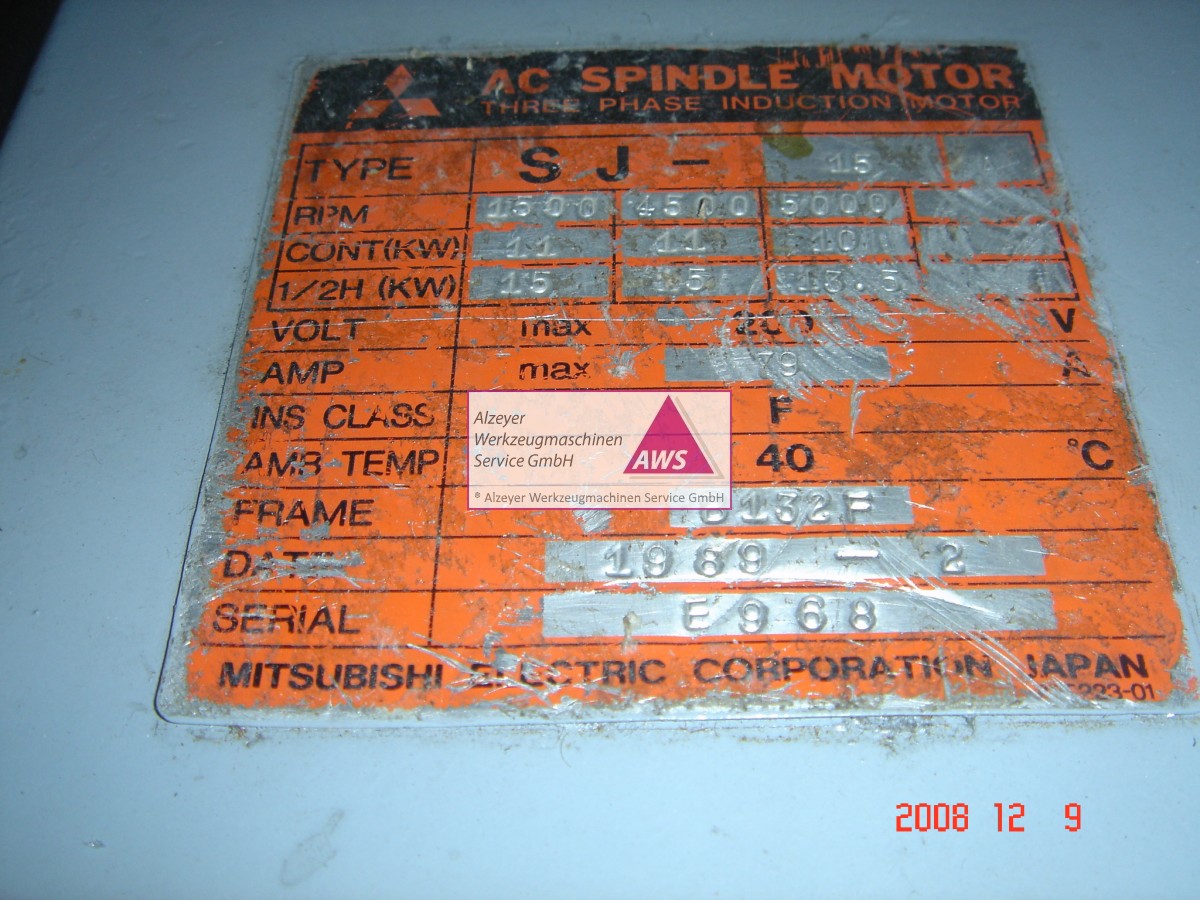 AC SPINDLE MOTOR
THREE PHASE INDUCTION MOTOR
TYPE SJ- 15
RPM 1500 4500 5000
CONT(KW) 11 11 10
1/2H (KW) 15 15 13.5
VOLT max 200 V
AMP max 79 A
INS CLASS F
AMB TEMP 40 °C
Alzeyer
Werkzeugmaschinen
Service GmbH
AWS
® Alzeyer Werkzeugmachinen Service GmbH
FRAME
DATE 1989 - 2
SERIAL E968
MITSUBISHI ELECTRIC CORPORATION JAPAN
2008 12 9